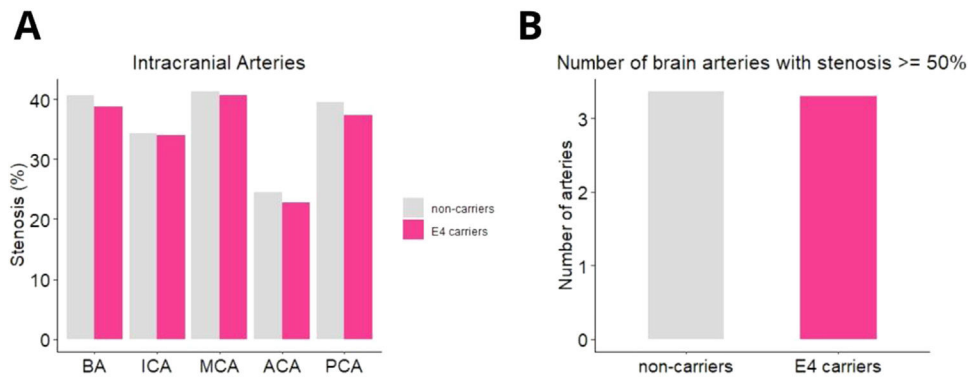 A
Intracranial Arteries
Stenosis (%)
40
30
20
10
0
BA ICA MCA ACA PCA
non-carriers
E4 carriers
B
Number of brain arteries with stenosis >= 50%
Number of arteries
3
2
1
0
non-carriers E4 carriers